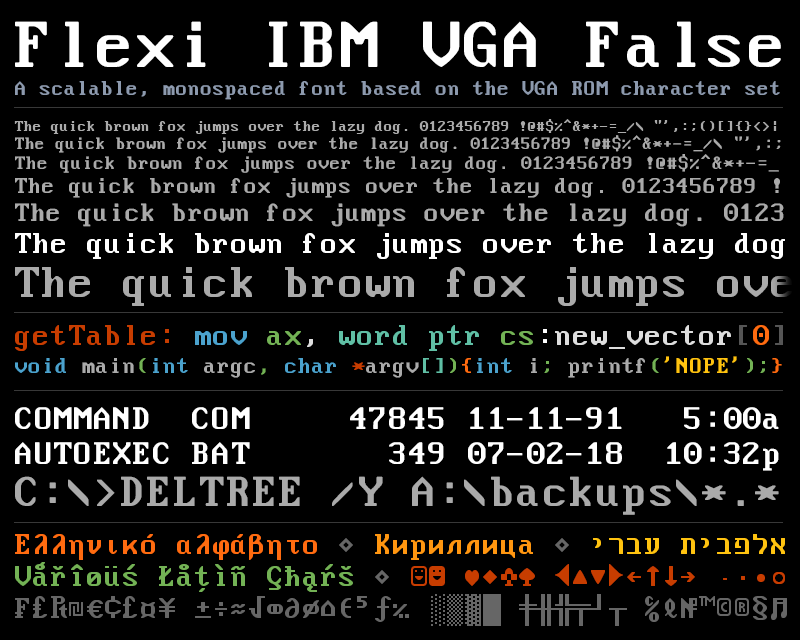 Flexi IBM VGA False
A scalable, monospaced font based on the VGA ROM character set
The quick brown fox jumps over the lazy dog. 0123456789 !@#$%^&*+-=_/\ "',:;()[]{}<>¦
The quick brown fox jumps over the lazy dog. 0123456789 !@#$%^&*+-=_/\ "',:;
The quick brown fox jumps over the lazy dog. 0123456789 !@#$%^&*+-=_
The quick brown fox jumps over the lazy dog. 0123456789 !
The quick brown fox jumps over the lazy dog. 0123
The quick brown fox jumps over the lazy dog
The quick brown fox jumps ove
getTable: mov ax, word ptr cs:new_vector[0]
void main(int argc, char *argv[]){int i; printf('NOPE');}
COMMAND  COM     47845 11-11-91   5:00a
AUTOEXEC BAT       349 07-02-18  10:32p
C:\>DELTREE /Y A:\backups\*.*
Ελληνικό αλφάβητο ⋄ Кириллица ⋄ אלפבית עברי
Våřîøüś Łåţìñ Çħąŕš ⋄ ☺☻ ♥♦♣♠ ◄▲▼►←↑↓→ ∙·•○
₣₤₧₪€₵£¤¥ ±÷≈√∞∂ø⌂∈⁵ƒ⁒ ░▒▓█ ╫╫╬╤╛┬ ℅ℓ№™©®§♬